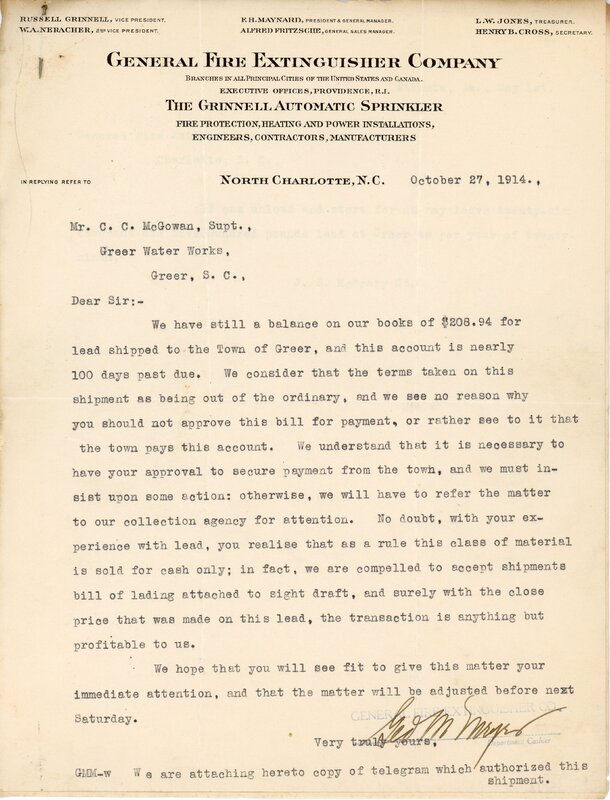 RUSSELL GRINNELL, VICE PRESIDENT.
W.A. NERACHER, 2ND VICE PRESIDENT.
F.H. MAYNARD, PRESIDENT & GENERAL MANAGER.
ALFRED FRITZSCHE, GENERAL SALES MANAGER.
L.W. JONES, TREASURER.
HENRY B. CROSS, SECRETARY.
GENERAL FIRE EXTINGUISHER COMPANY
BRANCHES IN ALL PRINCIPAL CITIES OF THE UNITED STATES AND CANADA.
EXECUTIVE OFFICES, PROVIDENCE, R.I.
THE GRINNELL AUTOMATIC SPRINKLER
FIRE PROTECTION, HEATING AND POWER INSTALLATIONS,
ENGINEERS, CONTRACTORS, MANUFACTURERS
IN REPLYING REFER TO
NORTH CHARLOTTE, N.C. October 27, 1914.,
Mr. C. C. McGowan, Supt.,
Greer Water Works,
Greer, S. C.,
Dear Sir:-
We have still a balance on our books of $208.94 for
lead shipped to the Town of Greer, and this account is nearly
100 days past due. We consider that the terms taken on this
shipment as being out of the ordinary, and we see no reason why
you should not approve this bill for payment, or rather see to it that
the town pays this account. We understand that it is necessary to
have your approval to secure payment from the town, and we must in-
sist upon some action: otherwise, we will have to refer the matter
to our collection agency for attention. No doubt, with your ex-
perience with lead, you realise that as a rule this class of material
is sold for cash only; in fact, we are compelled to accept shipments
bill of lading attached to sight draft, and surely with the close
price that was made on this lead, the transaction is anything but
profitable to us.
We hope that you will see fit to give this matter your
immediate attention, and that the matter will be adjusted before next
Saturday.
GENERAL FIRE EXTINGUISHER CO.
Very truly yours,
Department Cashier
GMM-w We are attaching hereto copy of telegram which authorized this
shipment.